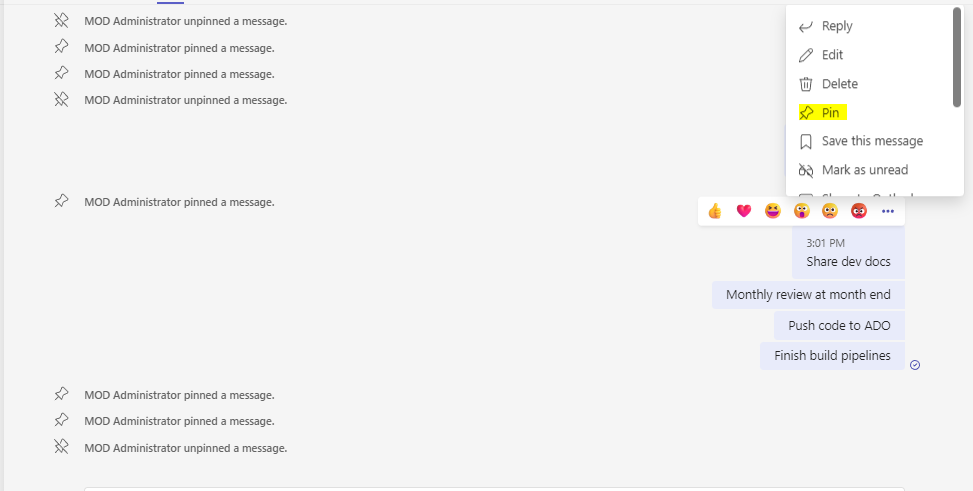 MOD Administrator unpinned a message.
MOD Administrator pinned a message.
MOD Administrator pinned a message.
MOD Administrator unpinned a message.
Reply
Edit
Delete
Pin
Save this message
Mark as unread
MOD Administrator pinned a message.
3:01 PM
Share dev docs
Monthly review at month end
Push code to ADO
Finish build pipelines
MOD Administrator pinned a message.
MOD Administrator pinned a message.
MOD Administrator unpinned a message.